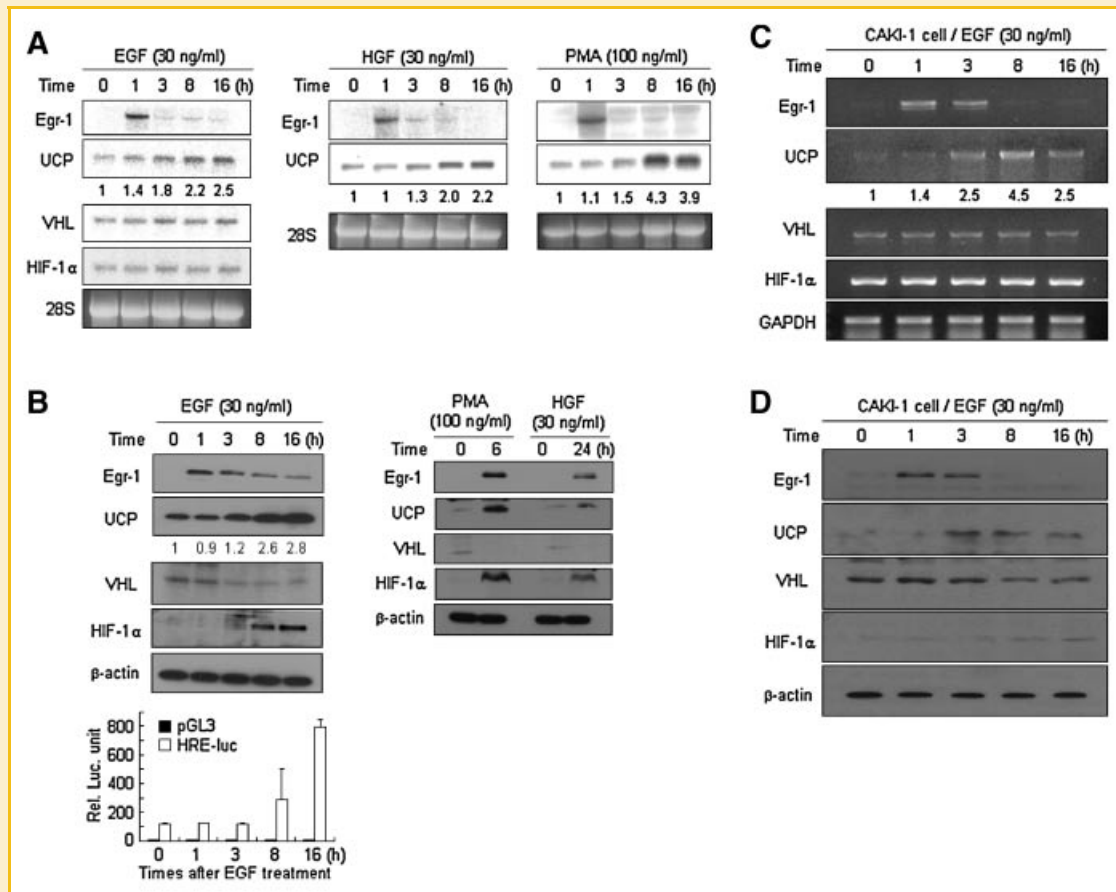 A
EGF (30 ng/ml)
Time 0 1 3 8 16 (h)
Egr-1
UCP
1 1.4 1.8 2.2 2.5
VHL
HIF-1α
28S
HGF (30 ng/ml) PMA (100 ng/ml)
Time 0 1 3 8 16 0 1 3 8 16 (h)
Egr-1
UCP
1 1 1.3 2.0 2.2 1 1.1 1.5 4.3 3.9
28S
C
CAKI-1 cell / EGF (30 ng/ml)
Time 0 1 3 8 16 (h)
Egr-1
UCP
1 1.4 2.5 4.5 2.5
VHL
HIF-1α
GAPDH
B
EGF (30 ng/ml)
Time 0 1 3 8 16 (h)
Egr-1
UCP
1 0.9 1.2 2.6 2.8
VHL
HIF-1α
β-actin
PMA HGF
(100 ng/ml) (30 ng/ml)
Time 0 6 0 24 (h)
Egr-1
UCP
VHL
HIF-1α
β-actin
Rel. Luc. unit
800
600
400
200
0
pGL3
HRE-luc
0 1 3 8 16 (h)
Times after EGF treatment
D
CAKI-1 cell / EGF (30 ng/ml)
Time 0 1 3 8 16 (h)
Egr-1
UCP
VHL
HIF-1α
β-actin